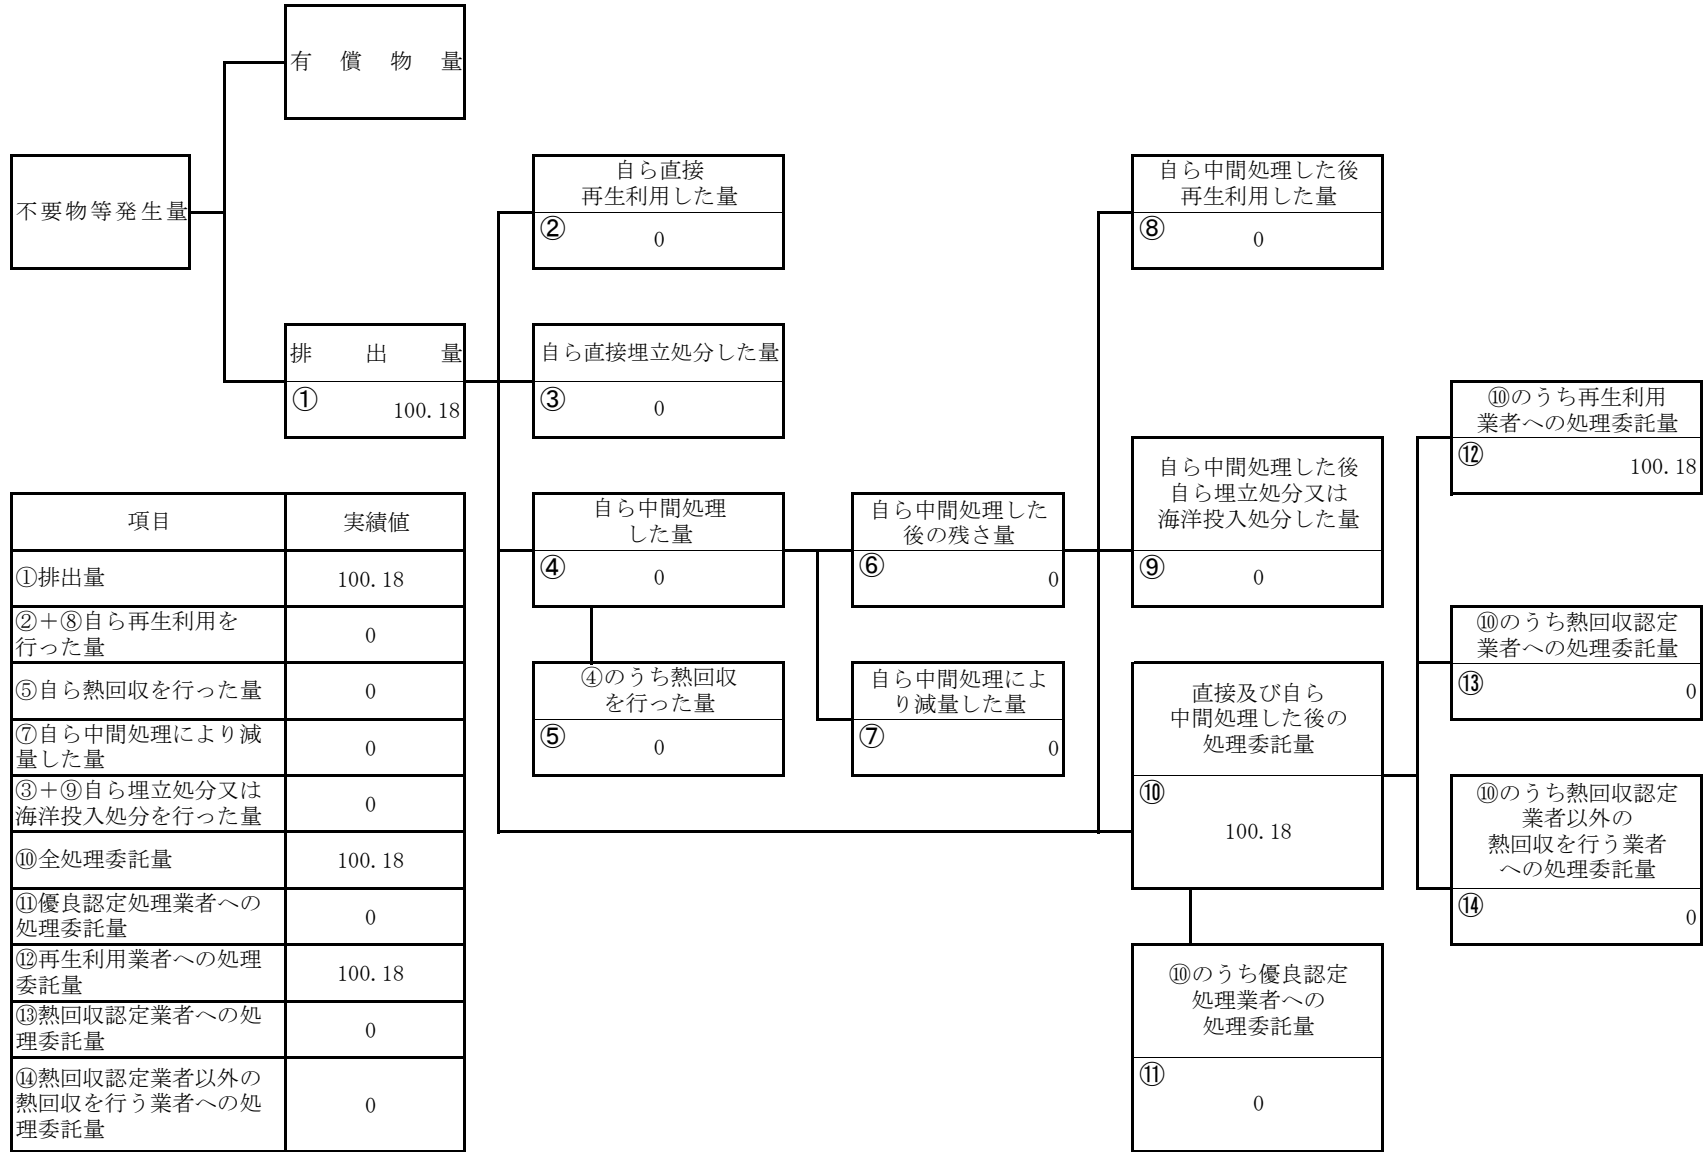 有償物量
不要物等発生量
排出量
①
100.18
自ら直接
再生利用した量
②
0
自ら直接埋立処分した量
③
0
自ら中間処理
した量
④
0
④のうち熱回収
を行った量
⑤
0
自ら中間処理した
後の残さ量
⑥
0
自ら中間処理によ
り減量した量
⑦
0
自ら中間処理した後
再生利用した量
⑧
0
自ら中間処理した後
自ら埋立処分又は
海洋投入処分した量
⑨
0
直接及び自ら
中間処理した後の
処理委託量
⑩
100.18
⑩のうち優良認定
処理業者への
処理委託量
⑪
0
⑩のうち再生利用
業者への処理委託量
⑫
100.18
⑩のうち熱回収認定
業者への処理委託量
⑬
0
⑩のうち熱回収認定
業者以外の
熱回収を行う業者
への処理委託量
⑭
0
項目 実績値
①排出量 100.18
②＋⑧自ら再生利用を
行った量 0
⑤自ら熱回収を行った量 0
⑦自ら中間処理により減
量した量 0
③＋⑨自ら埋立処分又は
海洋投入処分を行った量 0
⑩全処理委託量 100.18
⑪優良認定処理業者への
処理委託量 0
⑫再生利用業者への処理
委託量 100.18
⑬熱回収認定業者への処
理委託量 0
⑭熱回収認定業者以外の
熱回収を行う業者への処
理委託量 0